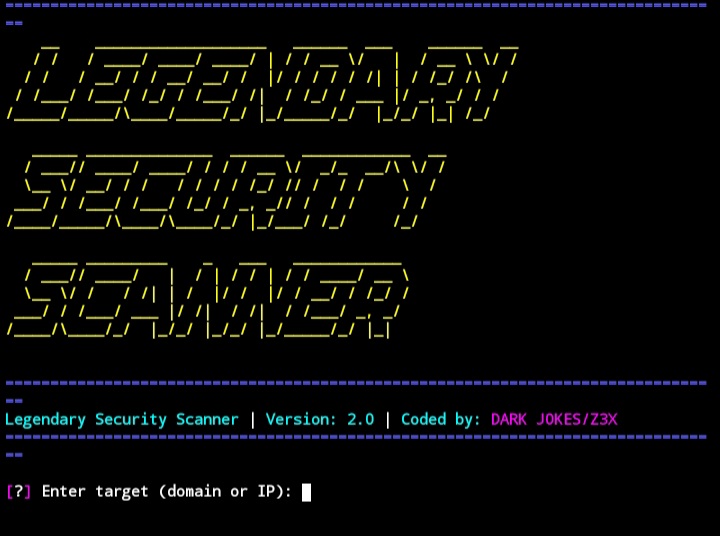 LEGENDARY
SECURITY
SCANNER
Legendary Security Scanner | Version: 2.0 | Coded by: DARK JOKES/Z3X
[?] Enter target (domain or IP):